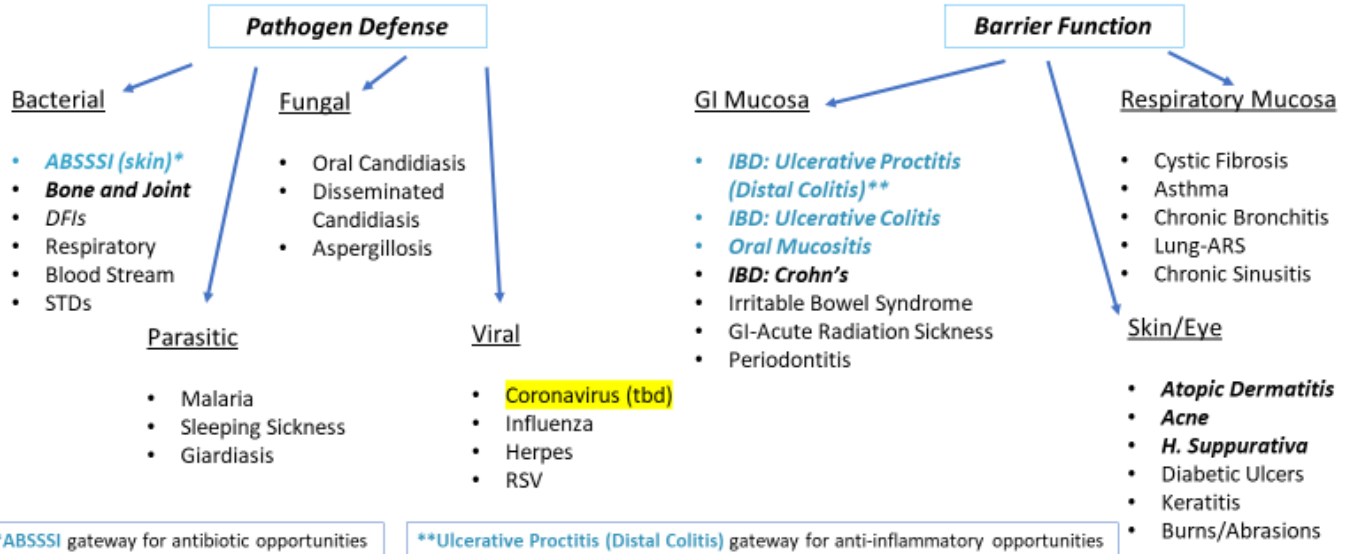 Pathogen Defense
Bacterial
• ABSSSI (skin)*
• Bone and Joint
• DFIs
• Respiratory
• Blood Stream
• STDs
Fungal
• Oral Candidiasis
• Disseminated
Candidiasis
• Aspergillosis
Parasitic
• Malaria
• Sleeping Sickness
• Giardiasis
Viral
• Coronavirus (tbd)
• Influenza
• Herpes
• RSV
Barrier Function
GI Mucosa
• IBD: Ulcerative Proctitis
(Distal Colitis)**
• IBD: Ulcerative Colitis
• Oral Mucositis
• IBD: Crohn's
• Irritable Bowel Syndrome
• GI-Acute Radiation Sickness
• Periodontitis
Respiratory Mucosa
• Cystic Fibrosis
• Asthma
• Chronic Bronchitis
• Lung-ARS
• Chronic Sinusitis
Skin/Eye
• Atopic Dermatitis
• Acne
• H. Suppurativa
• Diabetic Ulcers
• Keratitis
• Burns/Abrasions
*ABSSSI gateway for antibiotic opportunities
**Ulcerative Proctitis (Distal Colitis) gateway for anti-inflammatory opportunities